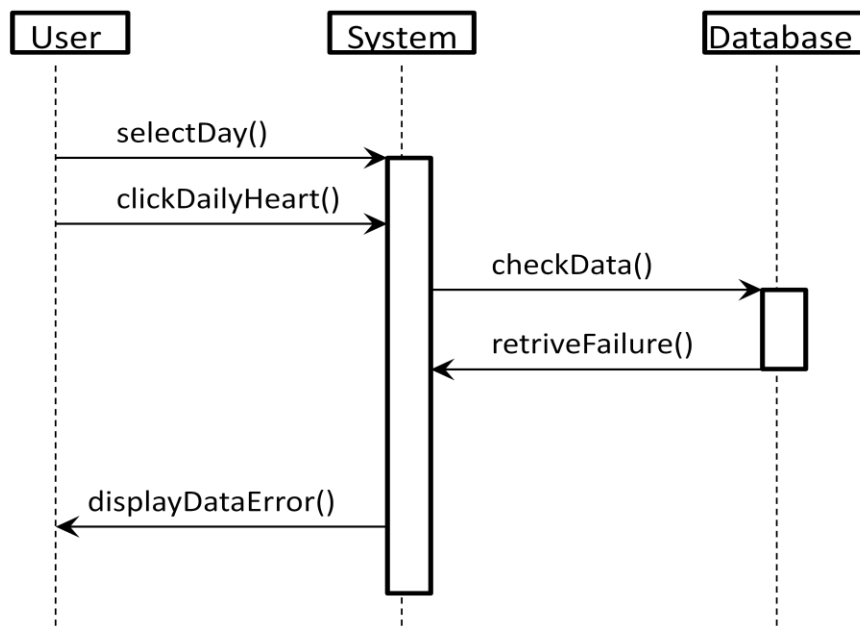 User
System
Database
selectDay()
clickDailyHeart()
checkData()
retriveFailure()
displayDataError()